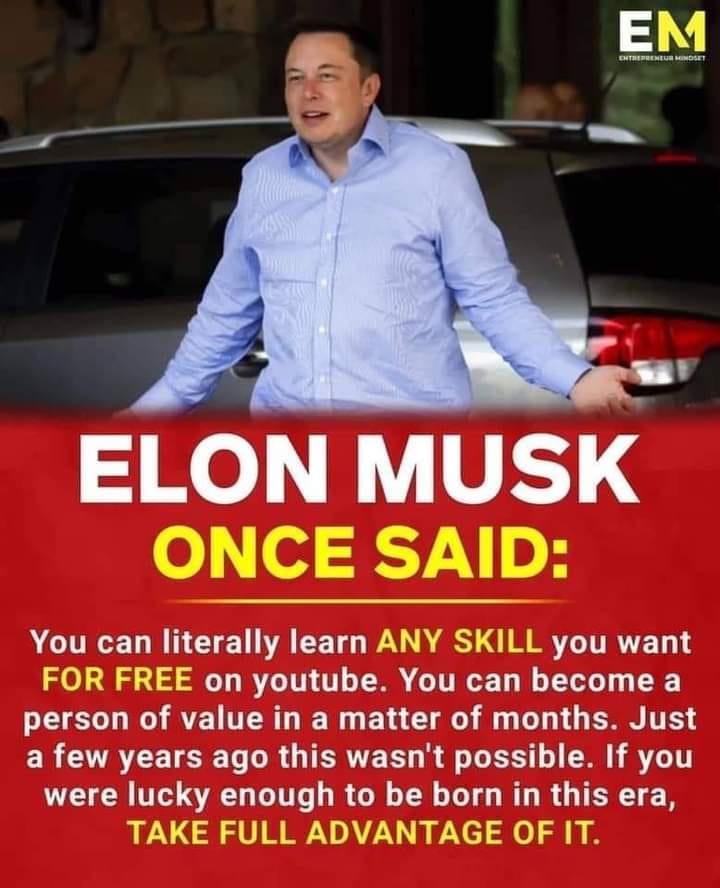 EM
ENTREPRENEUR MINDSET
ELON MUSK
ONCE SAID:
You can literally learn ANY SKILL you want
FOR FREE on youtube. You can become a
person of value in a matter of months. Just
a few years ago this wasn't possible. If you
were lucky enough to be born in this era,
TAKE FULL ADVANTAGE OF IT.